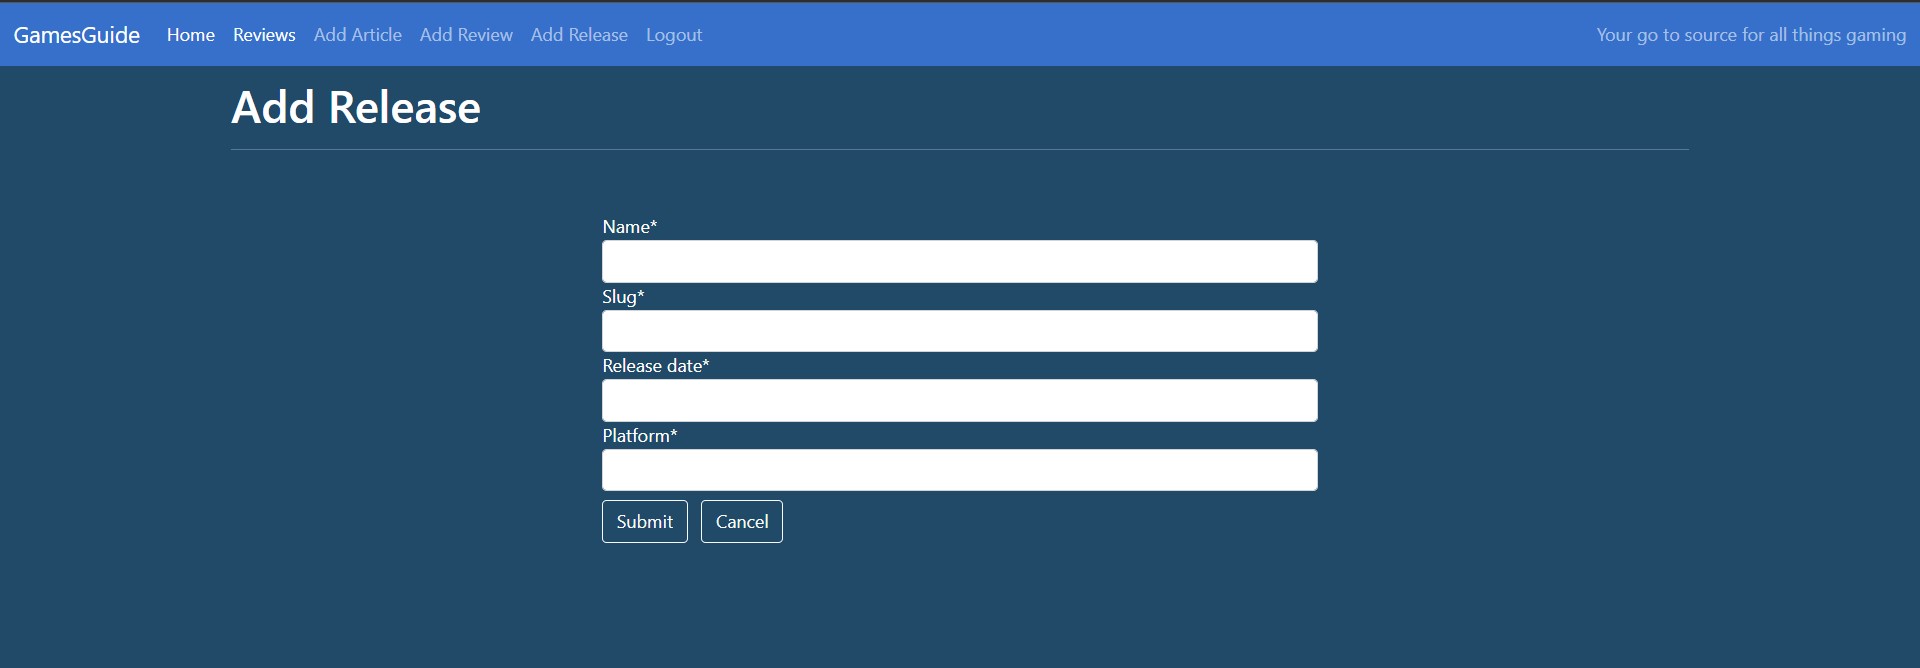 GamesGuide Home Reviews Add Article Add Review Add Release Logout Your go to source for all things gaming
Add Release
Name*
Slug*
Release date*
Platform*
Submit Cancel